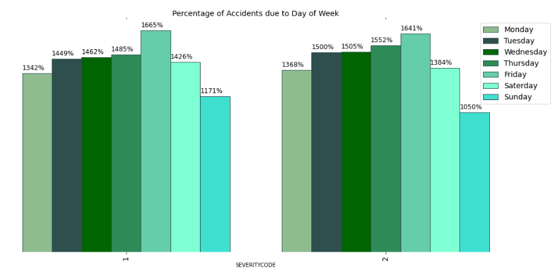 Percentage of Accidents due to Day of Week
1342%
1449%
1462%
1485%
1665%
1426%
1171%
1368%
1500%
1505%
1552%
1641%
1384%
1050%
Monday
Tuesday
Wednesday
Thursday
Friday
Saterday
Sunday
1
2
SEVERITYCODE